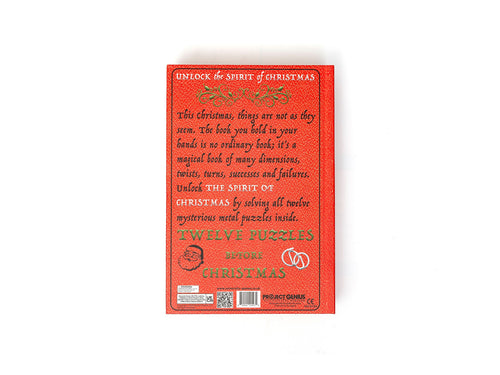 UNLOCK the SPIRIT of CHRISTMAS
This Christmas, things are not as they
seem. The book you hold in your
hands is no ordinary book; it's a
magical book of many dimensions,
twists, turns, successes and failures.
Unlock THE SPIRIT OF
CHRISTMAS by solving all twelve
mysterious metal puzzles inside.
TWELVE PUZZLES
BEFORE
CHRISTMAS
PROJECT GENIUS
CE